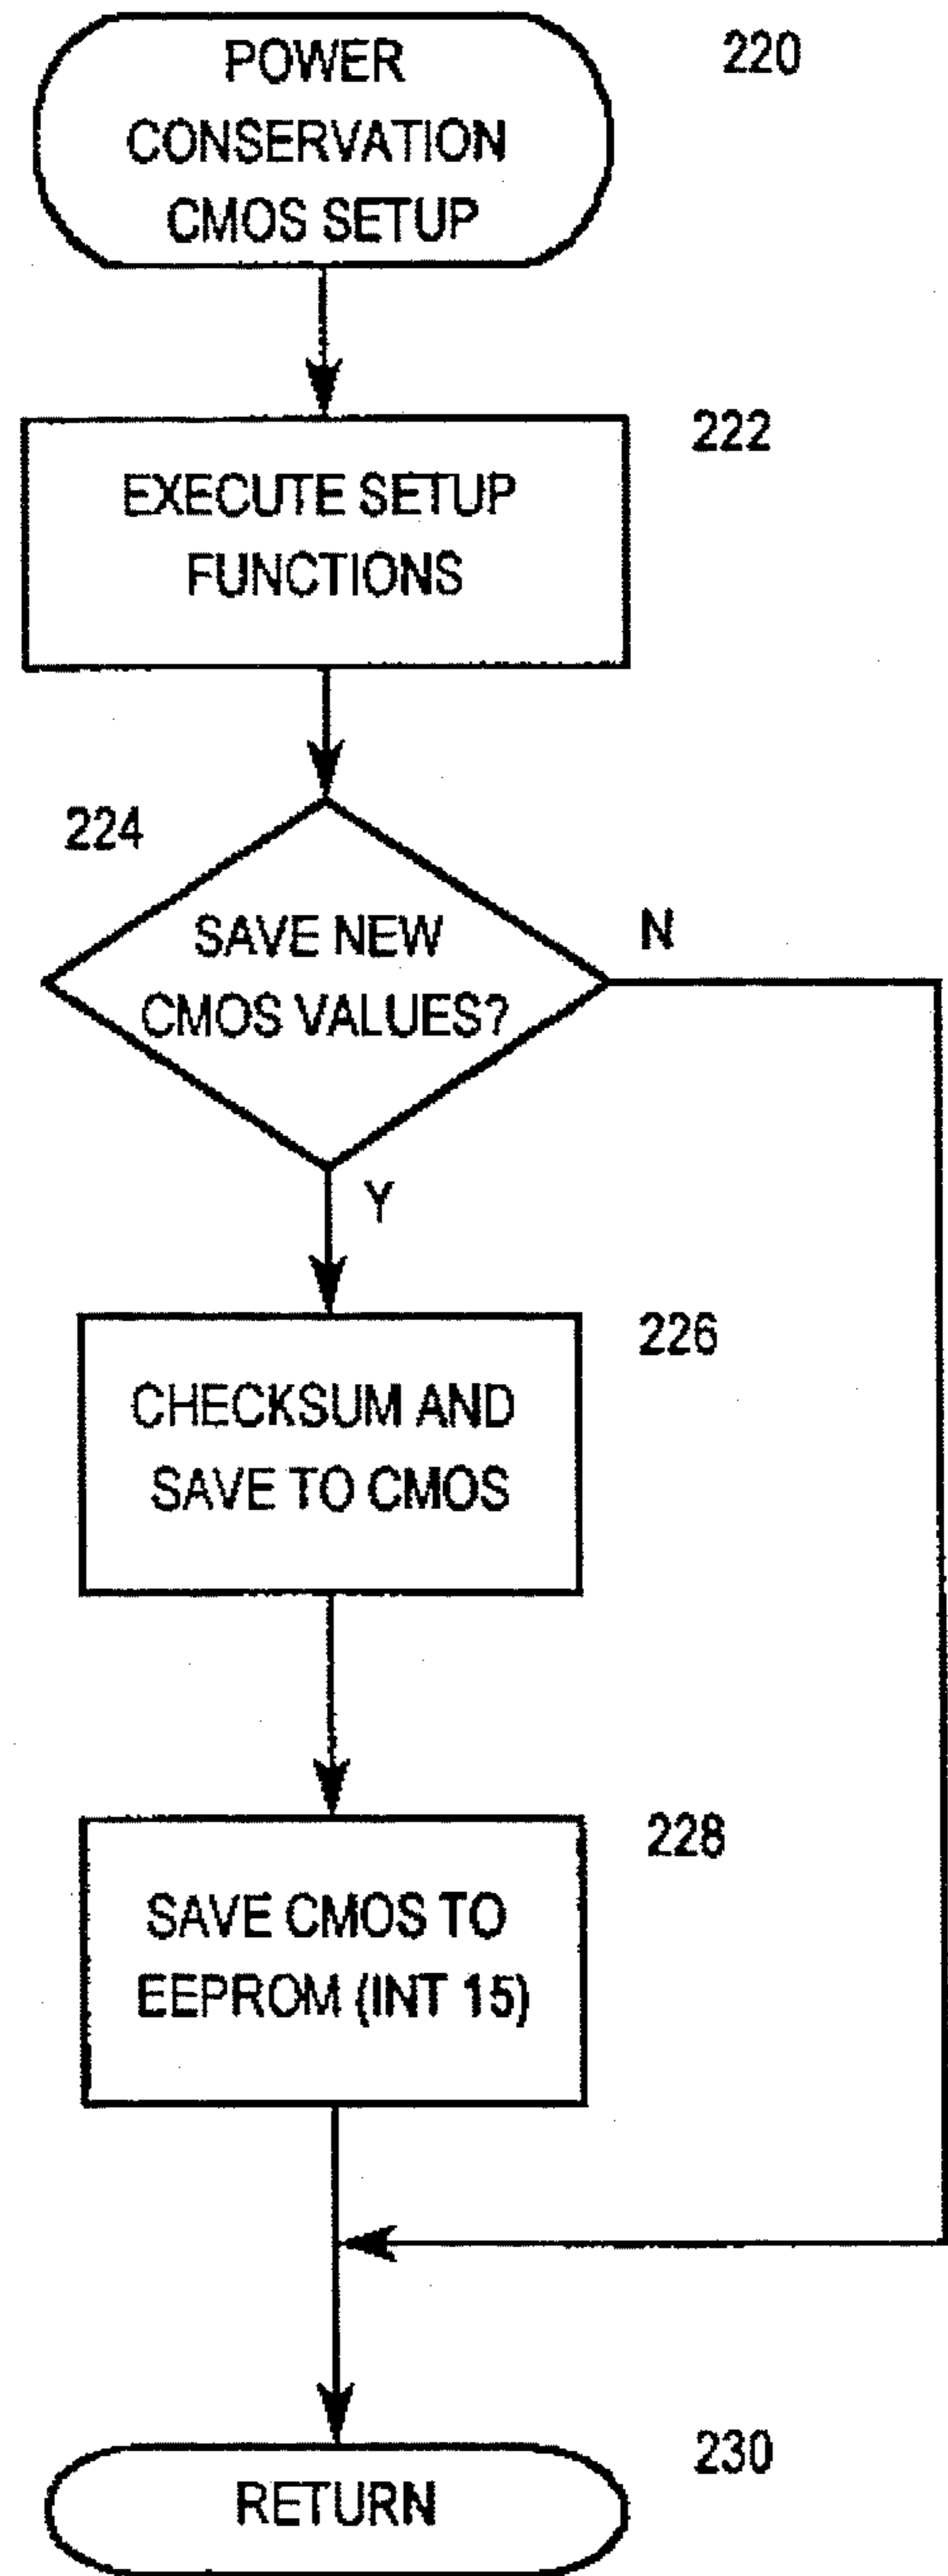 POWER
CONSERVATION
CMOS SETUP
220
EXECUTE SETUP
FUNCTIONS
222
224
SAVE NEW
CMOS VALUES?
N
Y
CHECKSUM AND
SAVE TO CMOS
226
SAVE CMOS TO
EEPROM (INT 15)
228
RETURN
230